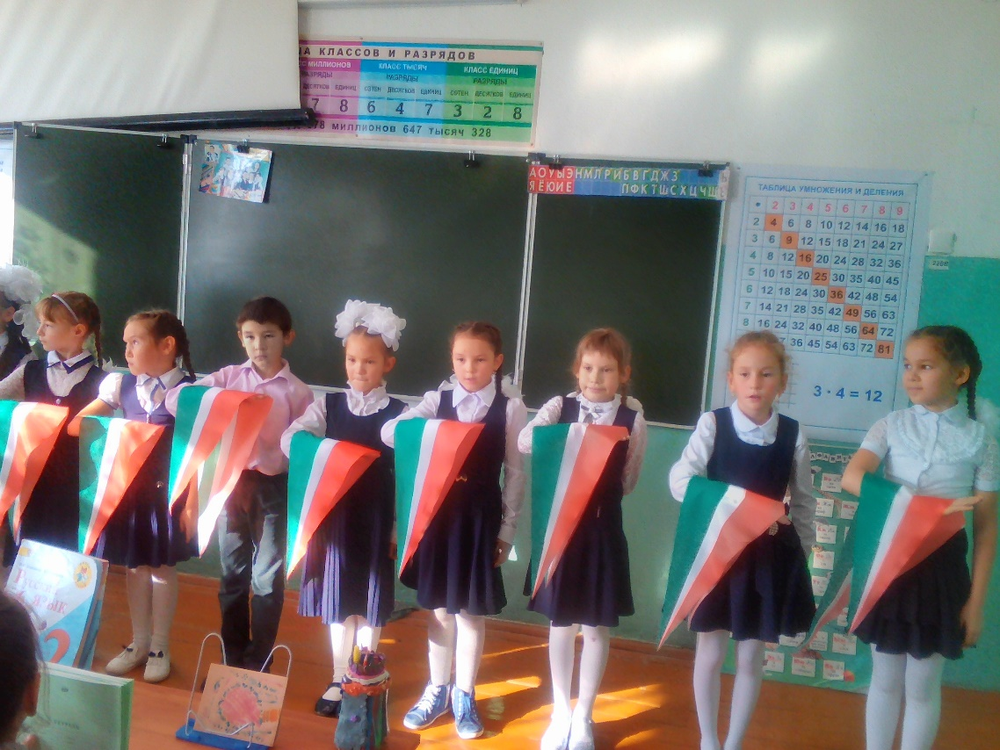 ЦА КЛАССОВ И РАЗРЯДОВ
СС МИЛЛИОНОВ КЛАСС ТЫСЯЧ КЛАСС ЕДИНИЦ
РАЗРЯДЫ РАЗРЯДЫ РАЗРЯДЫ
ДЕСЯТКОВ ЕДИНИЦ СОТЕН ДЕСЯТКОВ ЕДИНИЦ СОТЕН ДЕСЯТКОВ ЕДИНИЦ
7 8 6 4 7 3 2 8
78 МИЛЛИОНОВ 647 ТЫСЯЧ 328
А О У Ы Э Н М Л Р Й Б В Г Д Ж З
Я Ё Ю И Е П Ф К Т Ш С Х Ц Ч Щ
ТАБЛИЦА УМНОЖЕНИЯ И ДЕЛЕНИЯ
• 2 3 4 5 6 7 8 9
2 4 6 8 10 12 14 16 18
3 6 9 12 15 18 21 24 27
4 8 12 16 20 24 28 32 36
5 10 15 20 25 30 35 40 45
6 12 18 24 30 36 42 48 54
7 14 21 28 35 42 49 56 63
8 16 24 32 40 48 56 64 72
36 45 54 63 72 81
3 · 4 = 12
220В
Русский
язык
2